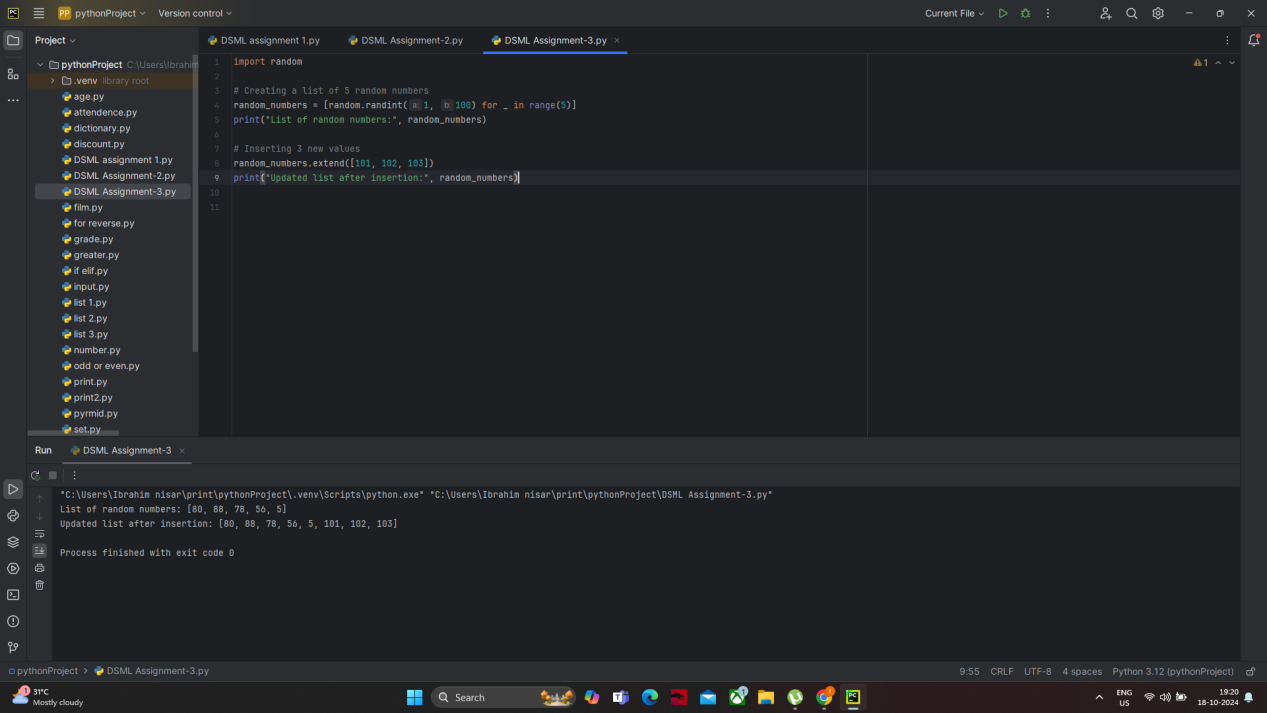 PC
PP pythonProject Version control
Current File
Project
DSML assignment 1.py DSML Assignment-2.py DSML Assignment-3.py
pythonProject C:\Users\Ibrahim
.venv library root
age.py
attendence.py
dictionary.py
discount.py
DSML assignment 1.py
DSML Assignment-2.py
DSML Assignment-3.py
film.py
for reverse.py
grade.py
greater.py
if elif.py
input.py
list 1.py
list 2.py
list 3.py
number.py
odd or even.py
print.py
print2.py
pyrmid.py
set.py
1 import random
2
3 # Creating a list of 5 random numbers
4 random_numbers = [random.randint( a: 1, b: 100) for _ in range(5)]
5 print("List of random numbers:", random_numbers)
6
7 # Inserting 3 new values
8 random_numbers.extend([101, 102, 103])
9 print("Updated list after insertion:", random_numbers)
10
11
1
Run DSML Assignment-3
"C:\Users\Ibrahim nisar\print\pythonProject\.venv\Scripts\python.exe" "C:\Users\Ibrahim nisar\print\pythonProject\DSML Assignment-3.py"
List of random numbers: [80, 88, 78, 56, 5]
Updated list after insertion: [80, 88, 78, 56, 5, 101, 102, 103]
Process finished with exit code 0
pythonProject > DSML Assignment-3.py
9:55 CRLF UTF-8 4 spaces Python 3.12 (pythonProject)
1
31°C
Mostly cloudy
Search
ENG
US
19:20
18-10-2024